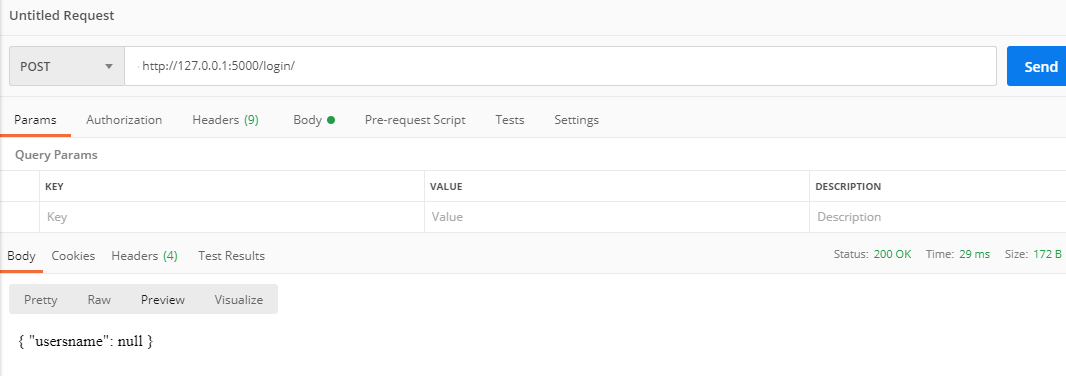 Untitled Request
POST http://127.0.0.1:5000/login/ Send
Params Authorization Headers (9) Body Pre-request Script Tests Settings
Query Params
KEY VALUE DESCRIPTION
Key Value Description
Body Cookies Headers (4) Test Results Status: 200 OK Time: 29 ms Size: 172 B
Pretty Raw Preview Visualize
{ "usersname": null }